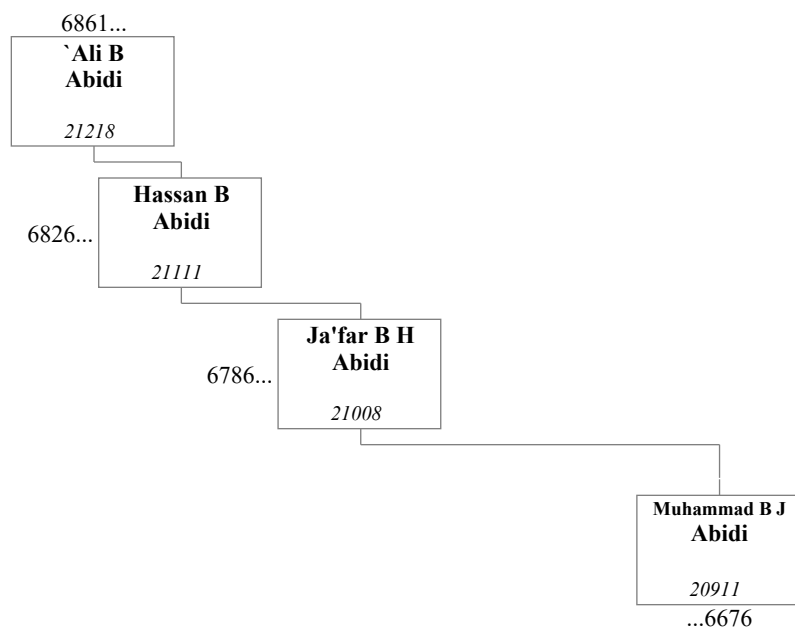 6861...
`Ali B
Abidi
21218
Hassan B
Abidi
6826...
21111
Ja'far B H
Abidi
6786...
21008
Muhammad B J
Abidi
20911
...6676